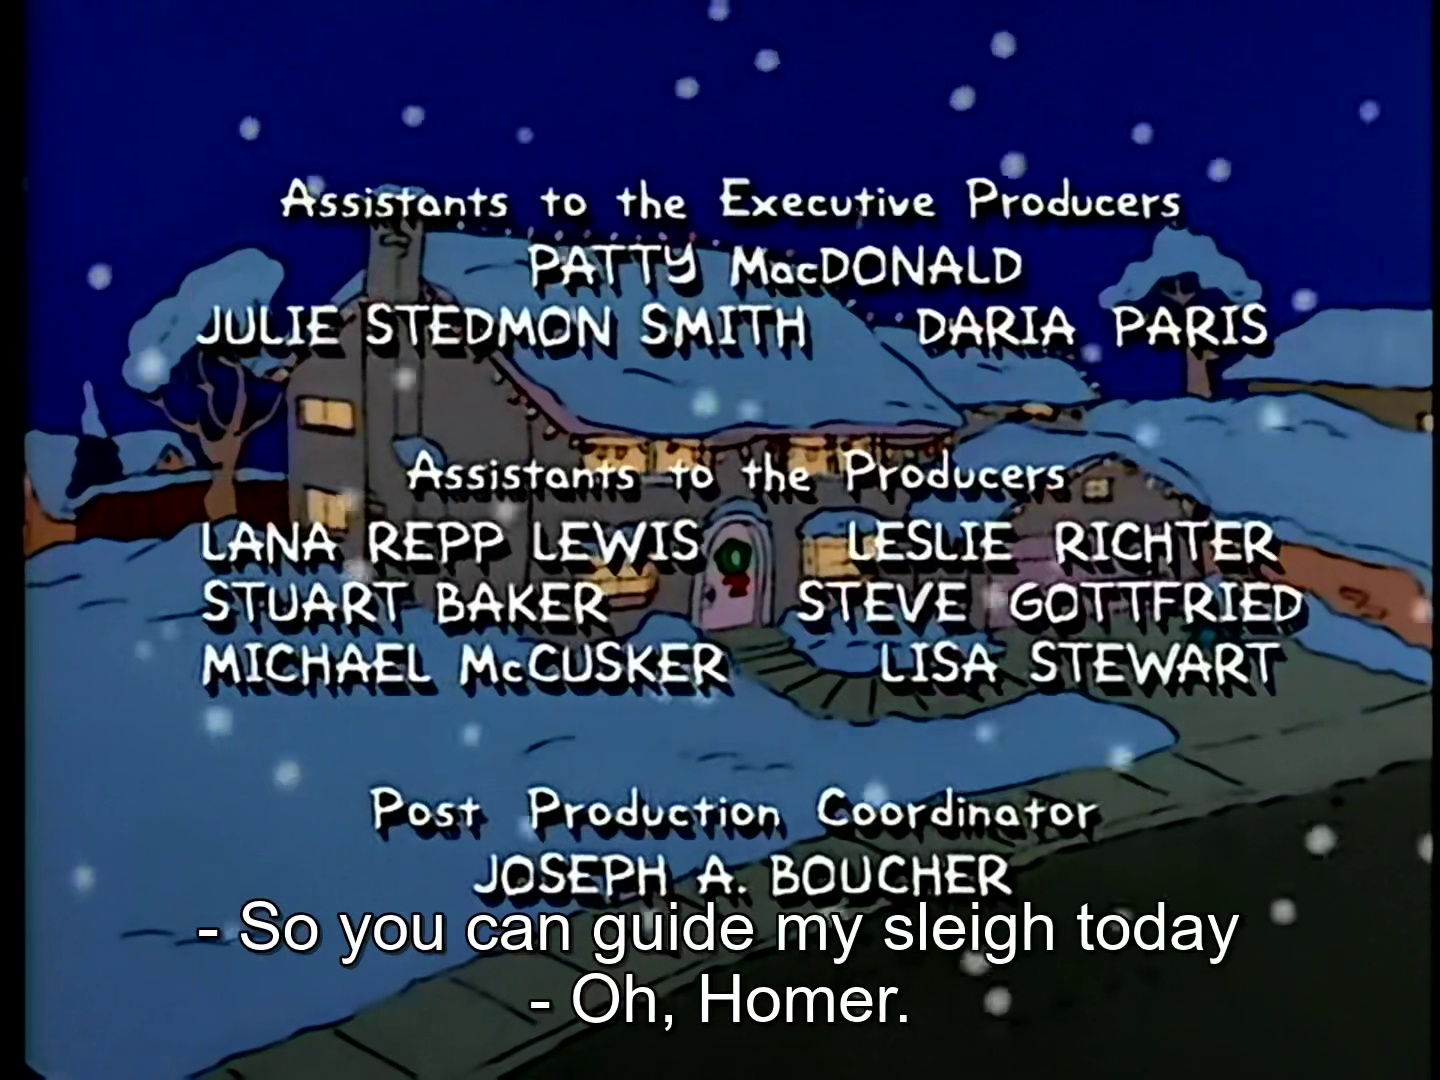 Assistants to the Executive Producers
PATTY MacDONALD
JULIE STEDMON SMITH DARIA PARIS
Assistants to the Producers
LANA REPP LEWIS LESLIE RICHTER
STUART BAKER STEVE GOTTFRIED
MICHAEL McCUSKER LISA STEWART
Post Production Coordinator
JOSEPH A. BOUCHER
- So you can guide my sleigh today
- Oh, Homer.